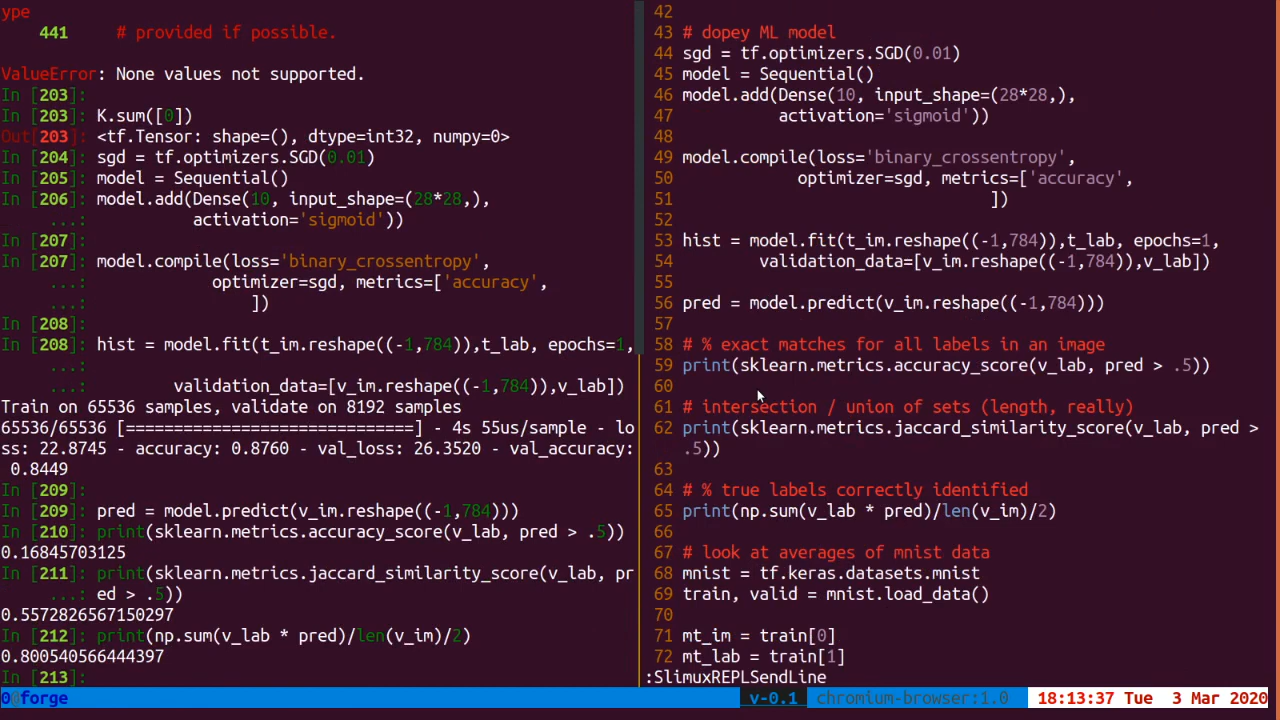 ype
    441     # provided if possible.

ValueError: None values not supported.
In [203]:
In [203]: K.sum([0])
Out[203]: <tf.Tensor: shape=(), dtype=int32, numpy=0>
In [204]: sgd = tf.optimizers.SGD(0.01)
In [205]: model = Sequential()
In [206]: model.add(Dense(10, input_shape=(28*28,),
     ...:           activation='sigmoid'))
In [207]:
In [207]: model.compile(loss='binary_crossentropy',
     ...:             optimizer=sgd, metrics=['accuracy',
     ...:                  ])
In [208]:
In [208]: hist = model.fit(t_im.reshape((-1,784)),t_lab, epochs=1,
     ...:
     ...:         validation_data=[v_im.reshape((-1,784)),v_lab])
Train on 65536 samples, validate on 8192 samples
65536/65536 [==============================] - 4s 55us/sample - lo
ss: 22.8745 - accuracy: 0.8760 - val_loss: 26.3520 - val_accuracy:
 0.8449
In [209]:
In [209]: pred = model.predict(v_im.reshape((-1,784)))
In [210]: print(sklearn.metrics.accuracy_score(v_lab, pred > .5))
0.16845703125
In [211]: print(sklearn.metrics.jaccard_similarity_score(v_lab, pr
     ...: ed > .5))
0.5572826567150297
In [212]: print(np.sum(v_lab * pred)/len(v_im)/2)
0.800540566444397
In [213]:
42
43 # dopey ML model
44 sgd = tf.optimizers.SGD(0.01)
45 model = Sequential()
46 model.add(Dense(10, input_shape=(28*28,),
47           activation='sigmoid'))
48
49 model.compile(loss='binary_crossentropy',
50             optimizer=sgd, metrics=['accuracy',
51                                 ])
52
53 hist = model.fit(t_im.reshape((-1,784)),t_lab, epochs=1,
54         validation_data=[v_im.reshape((-1,784)),v_lab])
55
56 pred = model.predict(v_im.reshape((-1,784)))
57
58 # % exact matches for all labels in an image
59 print(sklearn.metrics.accuracy_score(v_lab, pred > .5))
60
61 # intersection / union of sets (length, really)
62 print(sklearn.metrics.jaccard_similarity_score(v_lab, pred >
.5))
63
64 # % true labels correctly identified
65 print(np.sum(v_lab * pred)/len(v_im)/2)
66
67 # look at averages of mnist data
68 mnist = tf.keras.datasets.mnist
69 train, valid = mnist.load_data()
70
71 mt_im = train[0]
72 mt_lab = train[1]
:SlimuxREPLSendLine
0@forge v-0.1 chromium-browser:1.0 18:13:37 Tue  3 Mar 2020